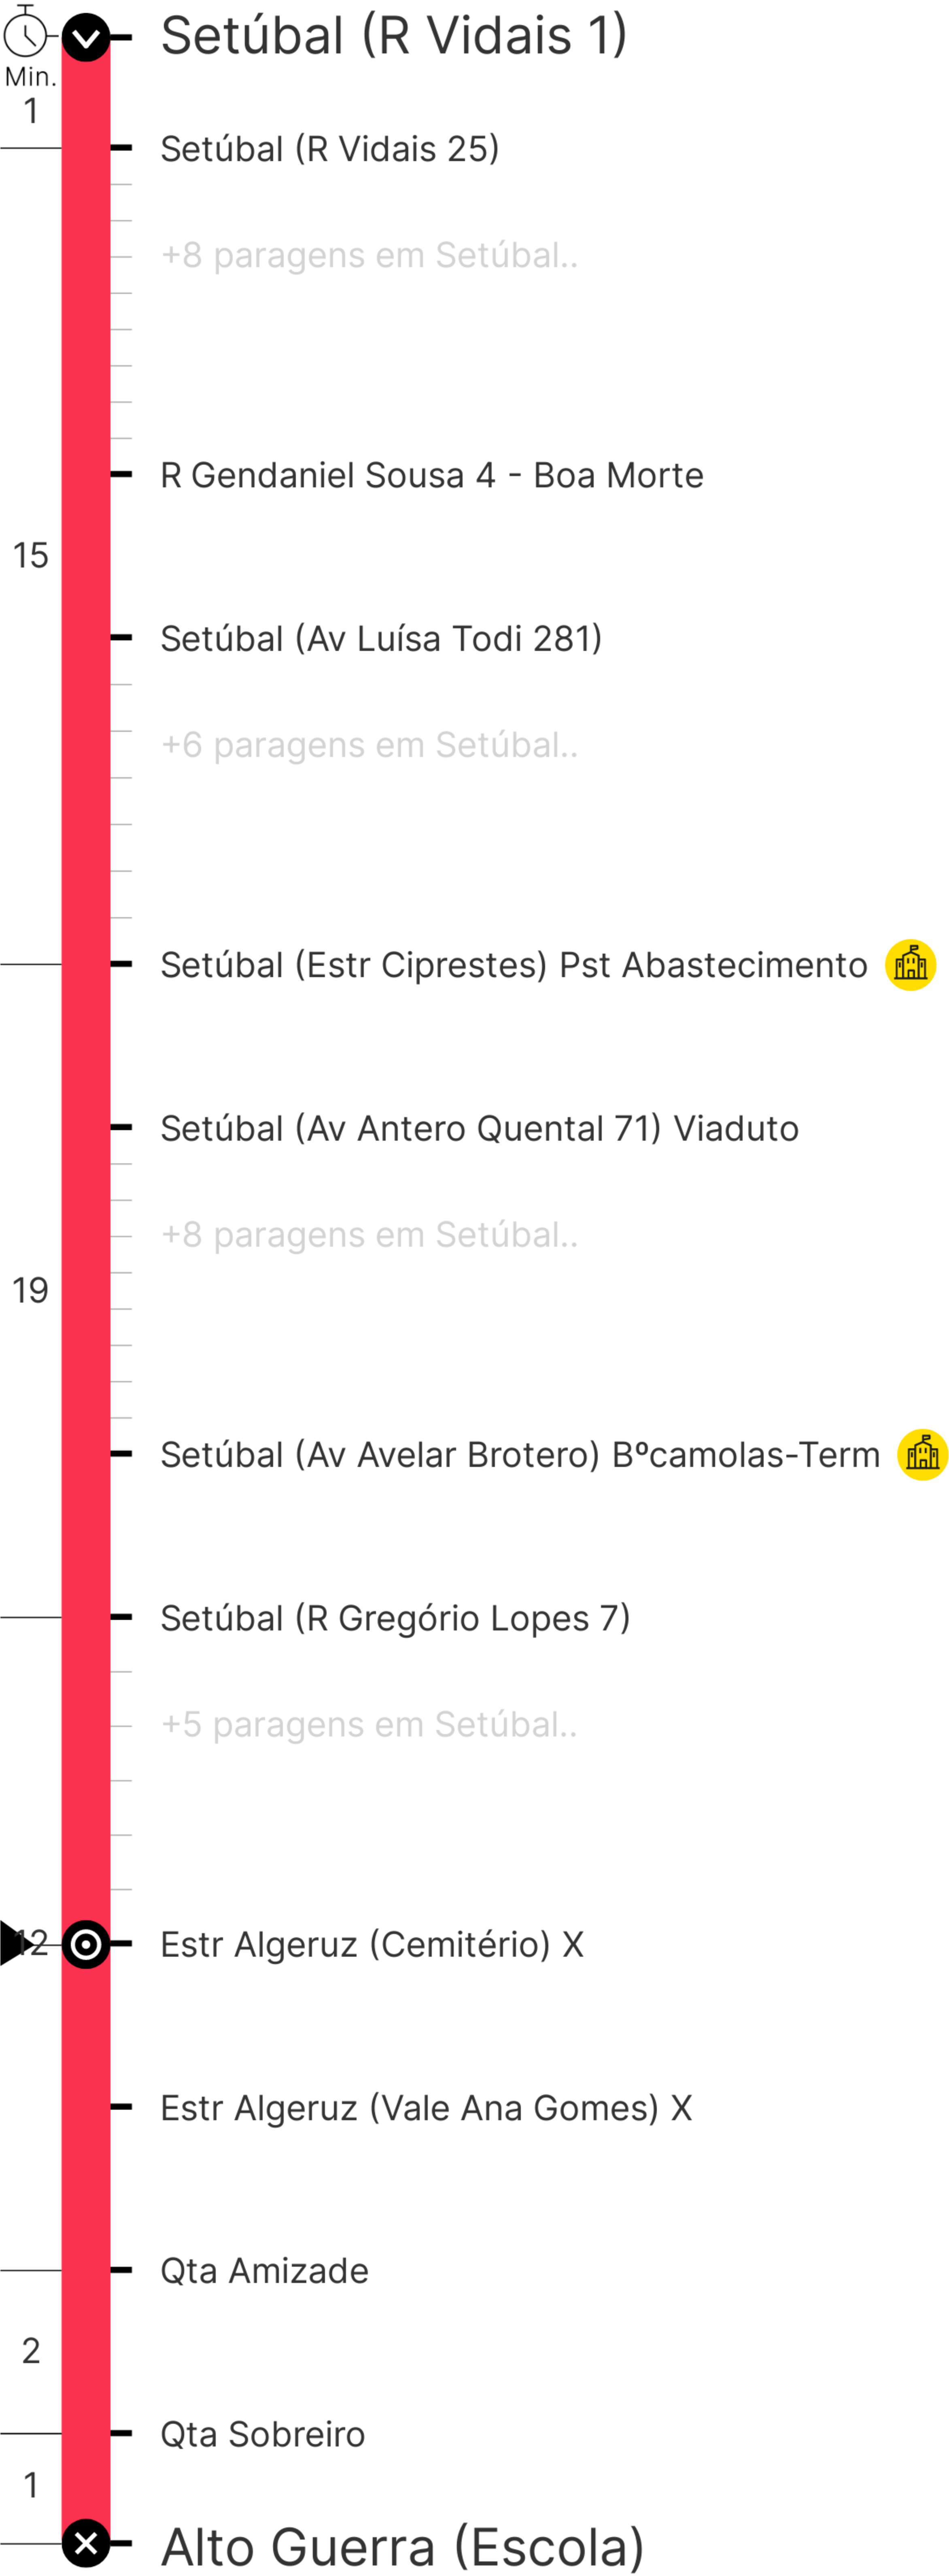 Setúbal (R Vidais 1)
Min.
1
Setúbal (R Vidais 25)
+8 paragens em Setúbal..
R Gendaniel Sousa 4 - Boa Morte
15
Setúbal (Av Luísa Todi 281)
+6 paragens em Setúbal..
Setúbal (Estr Ciprestes) Pst Abastecimento
Setúbal (Av Antero Quental 71) Viaduto
+8 paragens em Setúbal..
19
Setúbal (Av Avelar Brotero) Bºcamolas-Term
Setúbal (R Gregório Lopes 7)
+5 paragens em Setúbal..
12
Estr Algeruz (Cemitério) X
Estr Algeruz (Vale Ana Gomes) X
Qta Amizade
2
Qta Sobreiro
1
Alto Guerra (Escola)